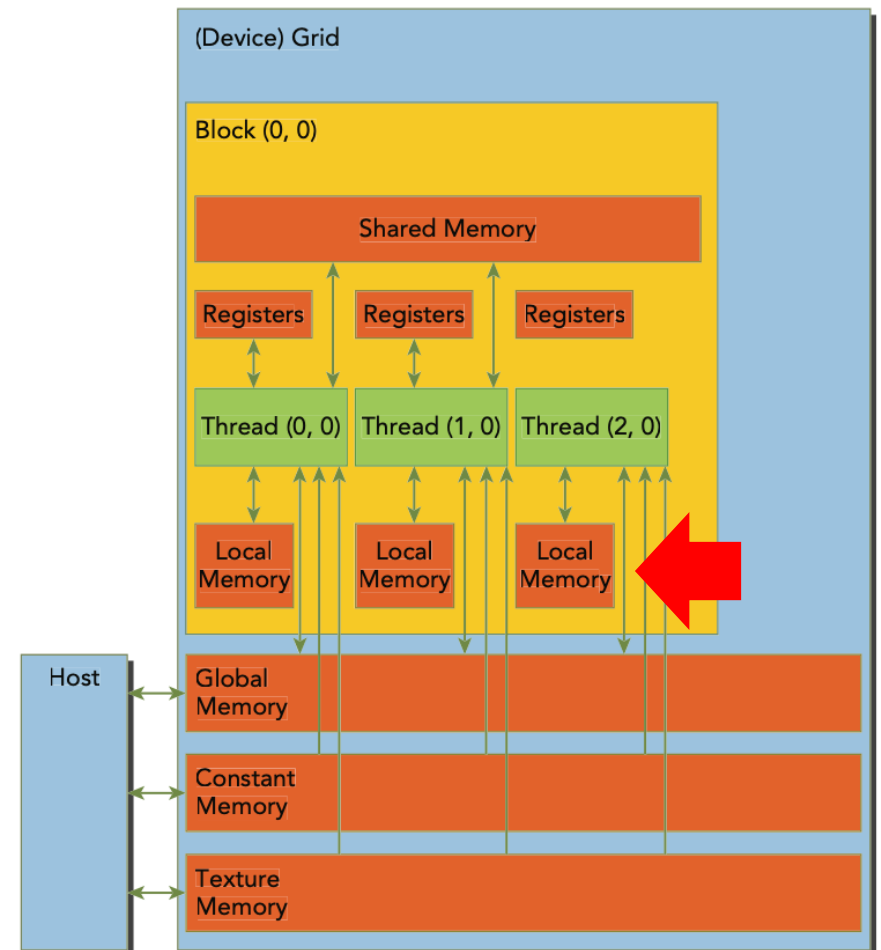 (Device) Grid
Block (0, 0)
Shared Memory
Registers
Registers
Registers
Thread (0, 0)
Thread (1, 0)
Thread (2, 0)
Local
Memory
Local
Memory
Local
Memory
Host
Global
Memory
Constant
Memory
Texture
Memory